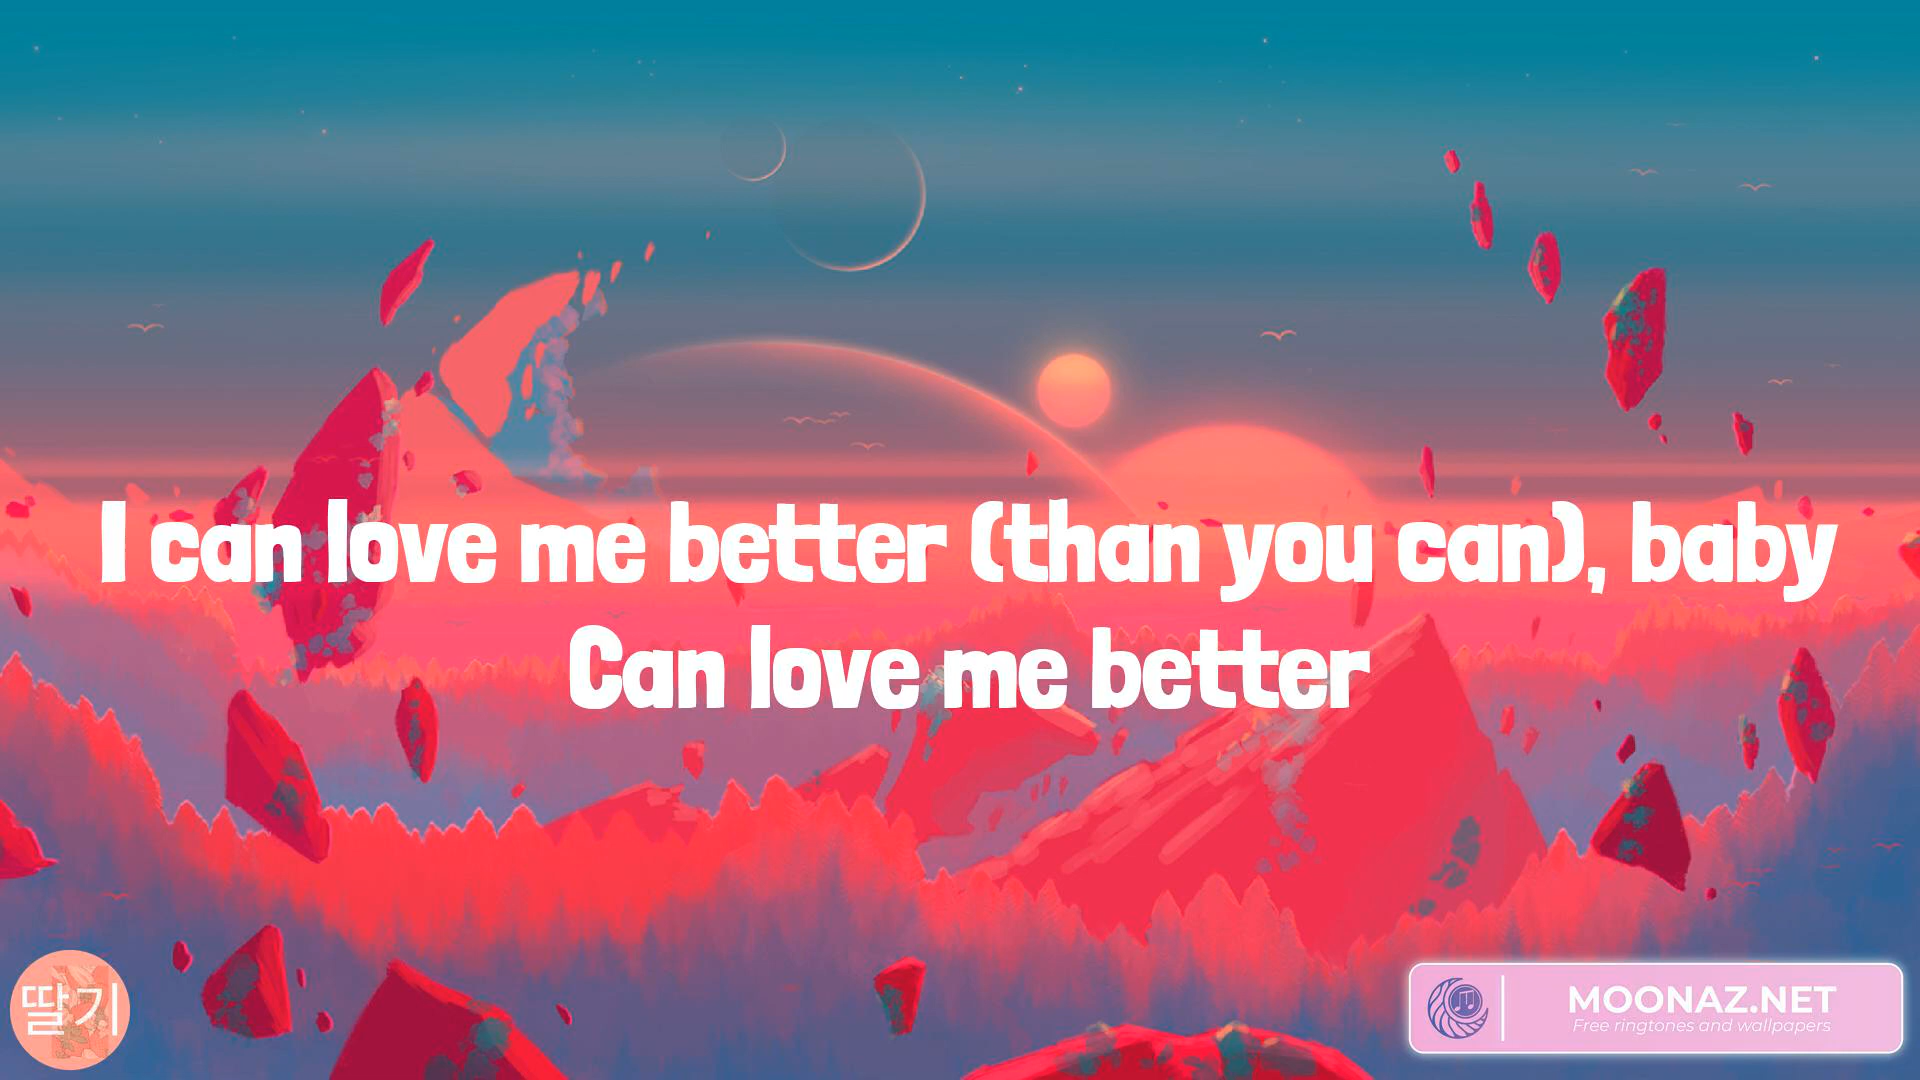 I can love me better (than you can), baby
Can love me better
딸기
MOONAZ.NET
Free ringtones and wallpapers